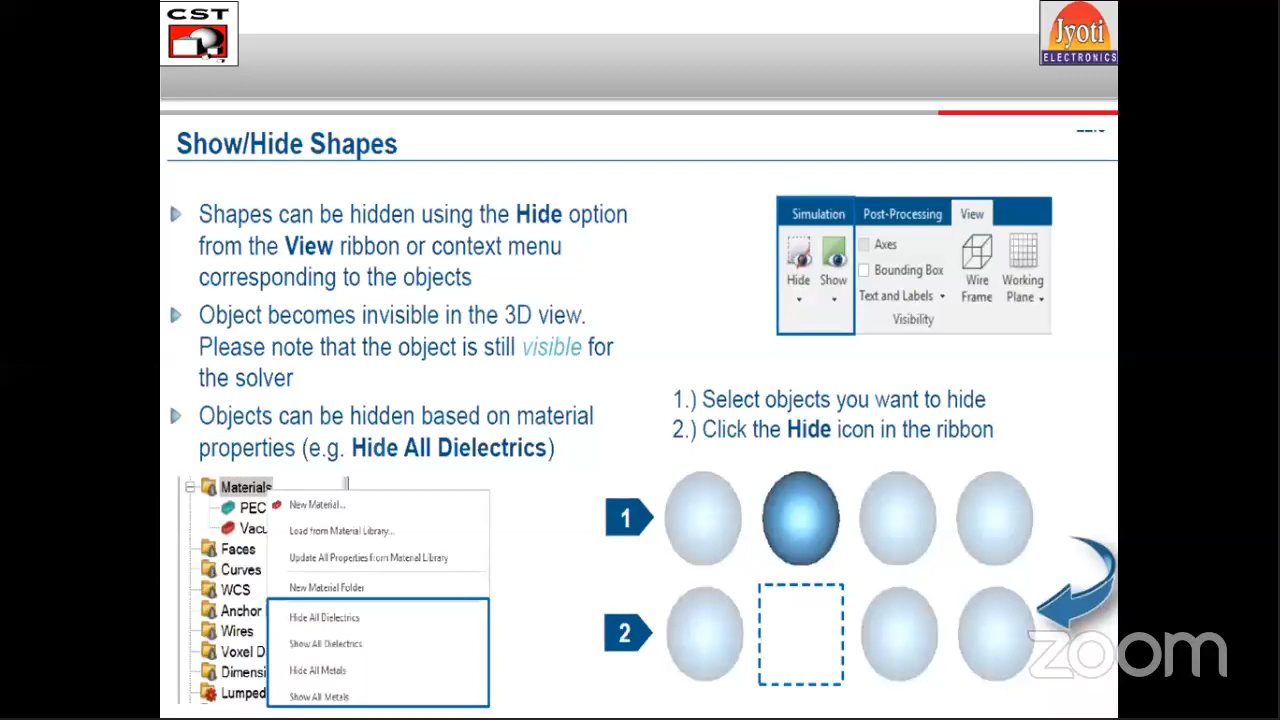 CST
Jyoti
ELECTRONICS
Show/Hide Shapes
Shapes can be hidden using the Hide option
from the View ribbon or context menu
corresponding to the objects
Object becomes invisible in the 3D view.
Please note that the object is still visible for
the solver
Objects can be hidden based on material
properties (e.g. Hide All Dielectrics)
Simulation Post-Processing View
Hide Show
Axes
Bounding Box
Text and Labels
Wire
Frame
Working
Plane
Visibility
1.) Select objects you want to hide
2.) Click the Hide icon in the ribbon
Materials
PEC
Vacu
Faces
Curves
WCS
Anchor
Wires
Voxel D
Dimensi
Lumped
New Material...
Load from Material Library...
Update All Properties from Material Library
New Material Folder
Hide All Dielectrics
Show All Dielectrics
Hide All Metals
Show All Metals
1
2
zoom